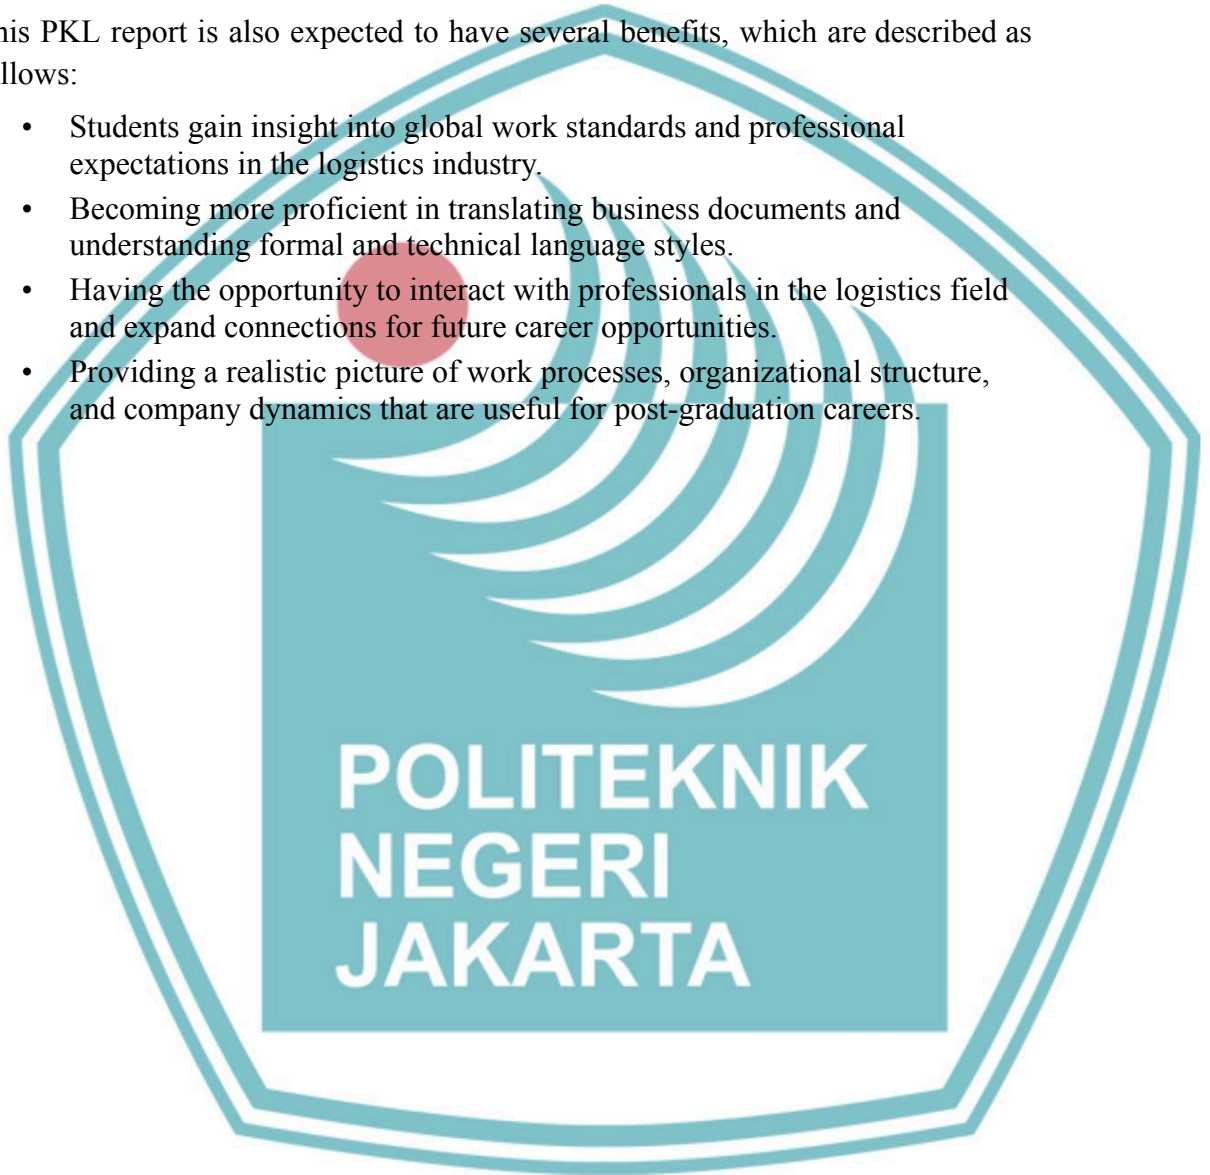 his PKL report is also expected to have several benefits, which are described as
llows:
• Students gain insight into global work standards and professional
expectations in the logistics industry.
• Becoming more proficient in translating business documents and
understanding formal and technical language styles.
• Having the opportunity to interact with professionals in the logistics field
and expand connections for future career opportunities.
• Providing a realistic picture of work processes, organizational structure,
and company dynamics that are useful for post-graduation careers.
POLITEKNIK
NEGERI
JAKARTA